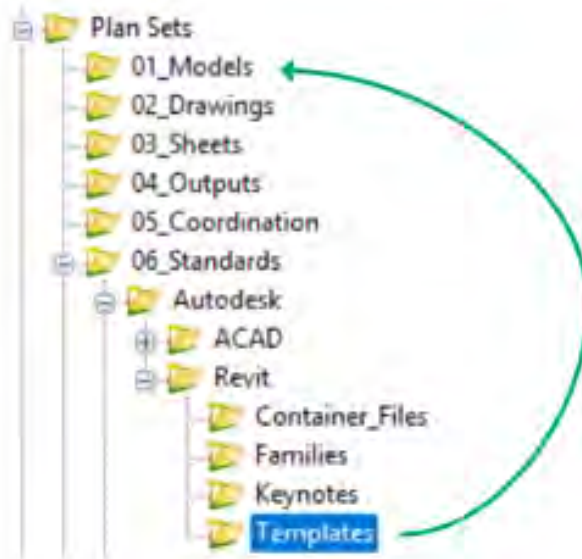 Plan Sets
01_Models
02_Drawings
03_Sheets
04_Outputs
05_Coordination
06_Standards
Autodesk
ACAD
Revit
Container_Files
Families
Keynotes
Templates